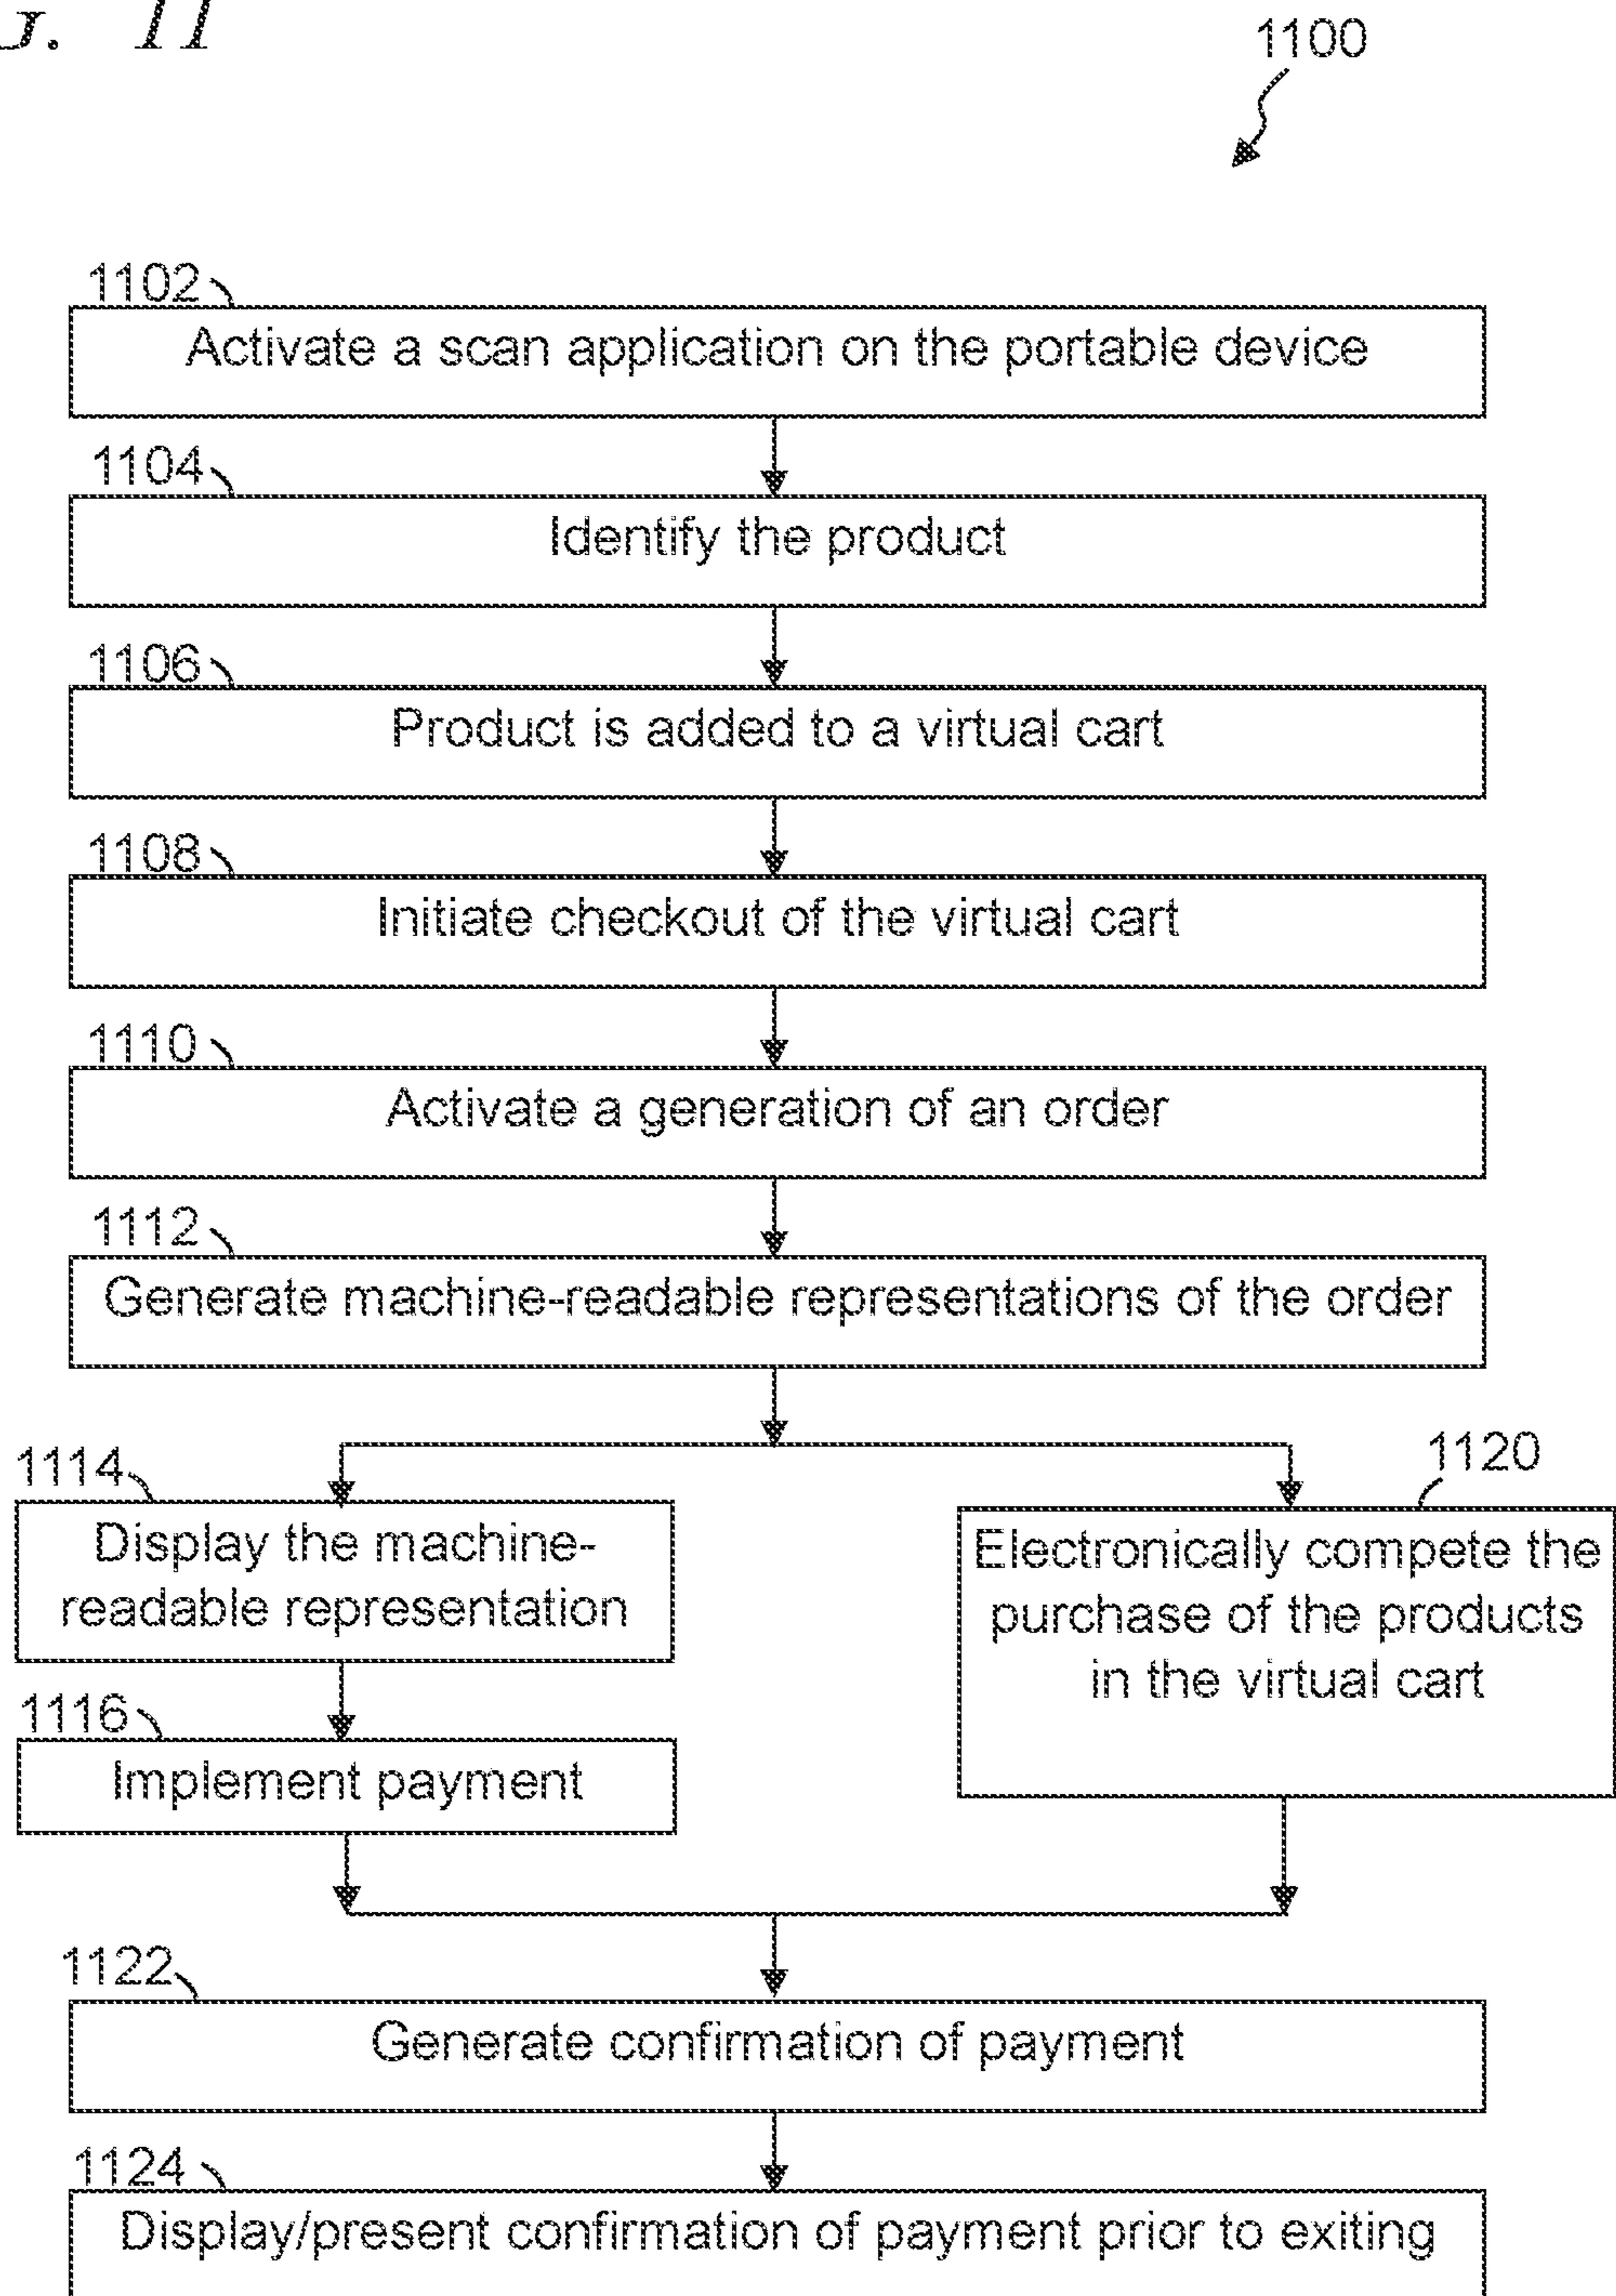 11
1100
1102
Activate a scan application on the portable device
1104
Identify the product
1106
Product is added to a virtual cart
1108
Initiate checkout of the virtual cart
1110
Activate a generation of an order
1112
Generate machine-readable representations of the order
1114
Display the machine-
readable representation
1116
Implement payment
1120
Electronically compete the
purchase of the products
in the virtual cart
1122
Generate confirmation of payment
1124
Display/present confirmation of payment prior to exiting